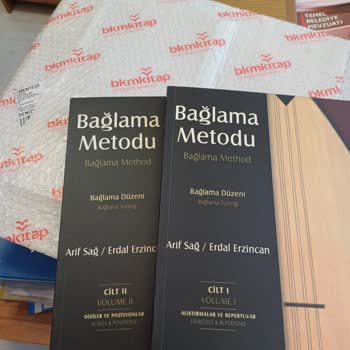 bkmkitap
bkmkitap
bkmkitap
bkmkitap
bkmkitap
TEMEL
BELEDİYE
MEVZUATI
Bağlama
Metodu
Bağlama Method
Bağlama Düzeni
Bağlama Tuning
Arif Sağ / Erdal Erzincan
CİLT II
VOLUME II
DİZİLER VE POZİSYONLAR
SCALES & POSITIONS
Bağlama
Metodu
Bağlama Method
Bağlama Düzeni
Bağlama Tuning
Arif Sağ / Erdal Erzincan
CİLT I
VOLUME I
ALIŞTIRMALAR VE REPERTUVAR
EXERCISES & REPERTOIRE